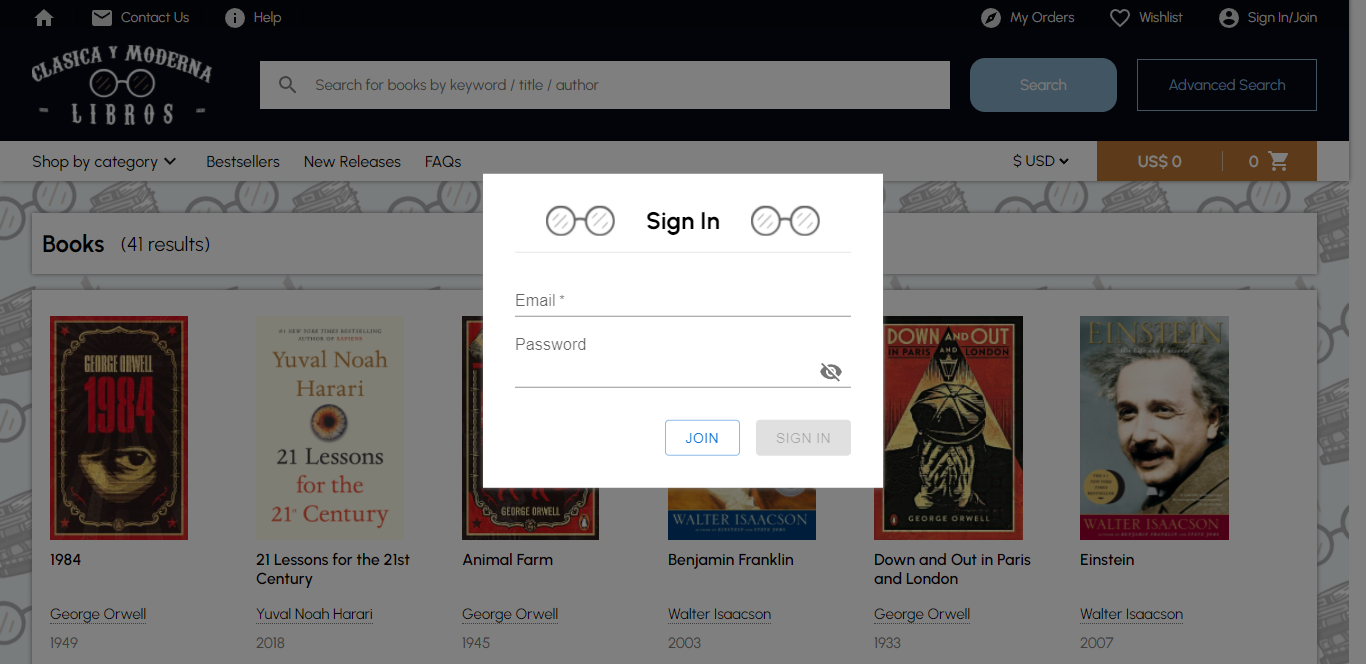 Contact Us
Help
My Orders
Wishlist
Sign In/Join
CLASICA Y MODERNA
- LIBROS -
Search for books by keyword / title / author
Search
Advanced Search
Shop by category
Bestsellers
New Releases
FAQs
$ USD
US$ 0
0
Sign In
Books (41 results)
Email *
Password
JOIN
SIGN IN
GEORGE ORWELL
1984
#1 NEW YORK TIMES BESTSELLING
AUTHOR OF SAPIENS
Yuval Noah
Harari
21 Lessons
for the
21st Century
GEORGE ORWELL
WALTER ISAACSON
DOWN AND OUT
IN PARIS AND LONDON
GEORGE ORWELL
EINSTEIN
His Life and Universe
WALTER ISAACSON
1984
21 Lessons for the 21st
Century
Animal Farm
Benjamin Franklin
Down and Out in Paris
and London
Einstein
George Orwell
Yuval Noah Harari
George Orwell
Walter Isaacson
George Orwell
Walter Isaacson
1949
2018
1945
2003
1933
2007